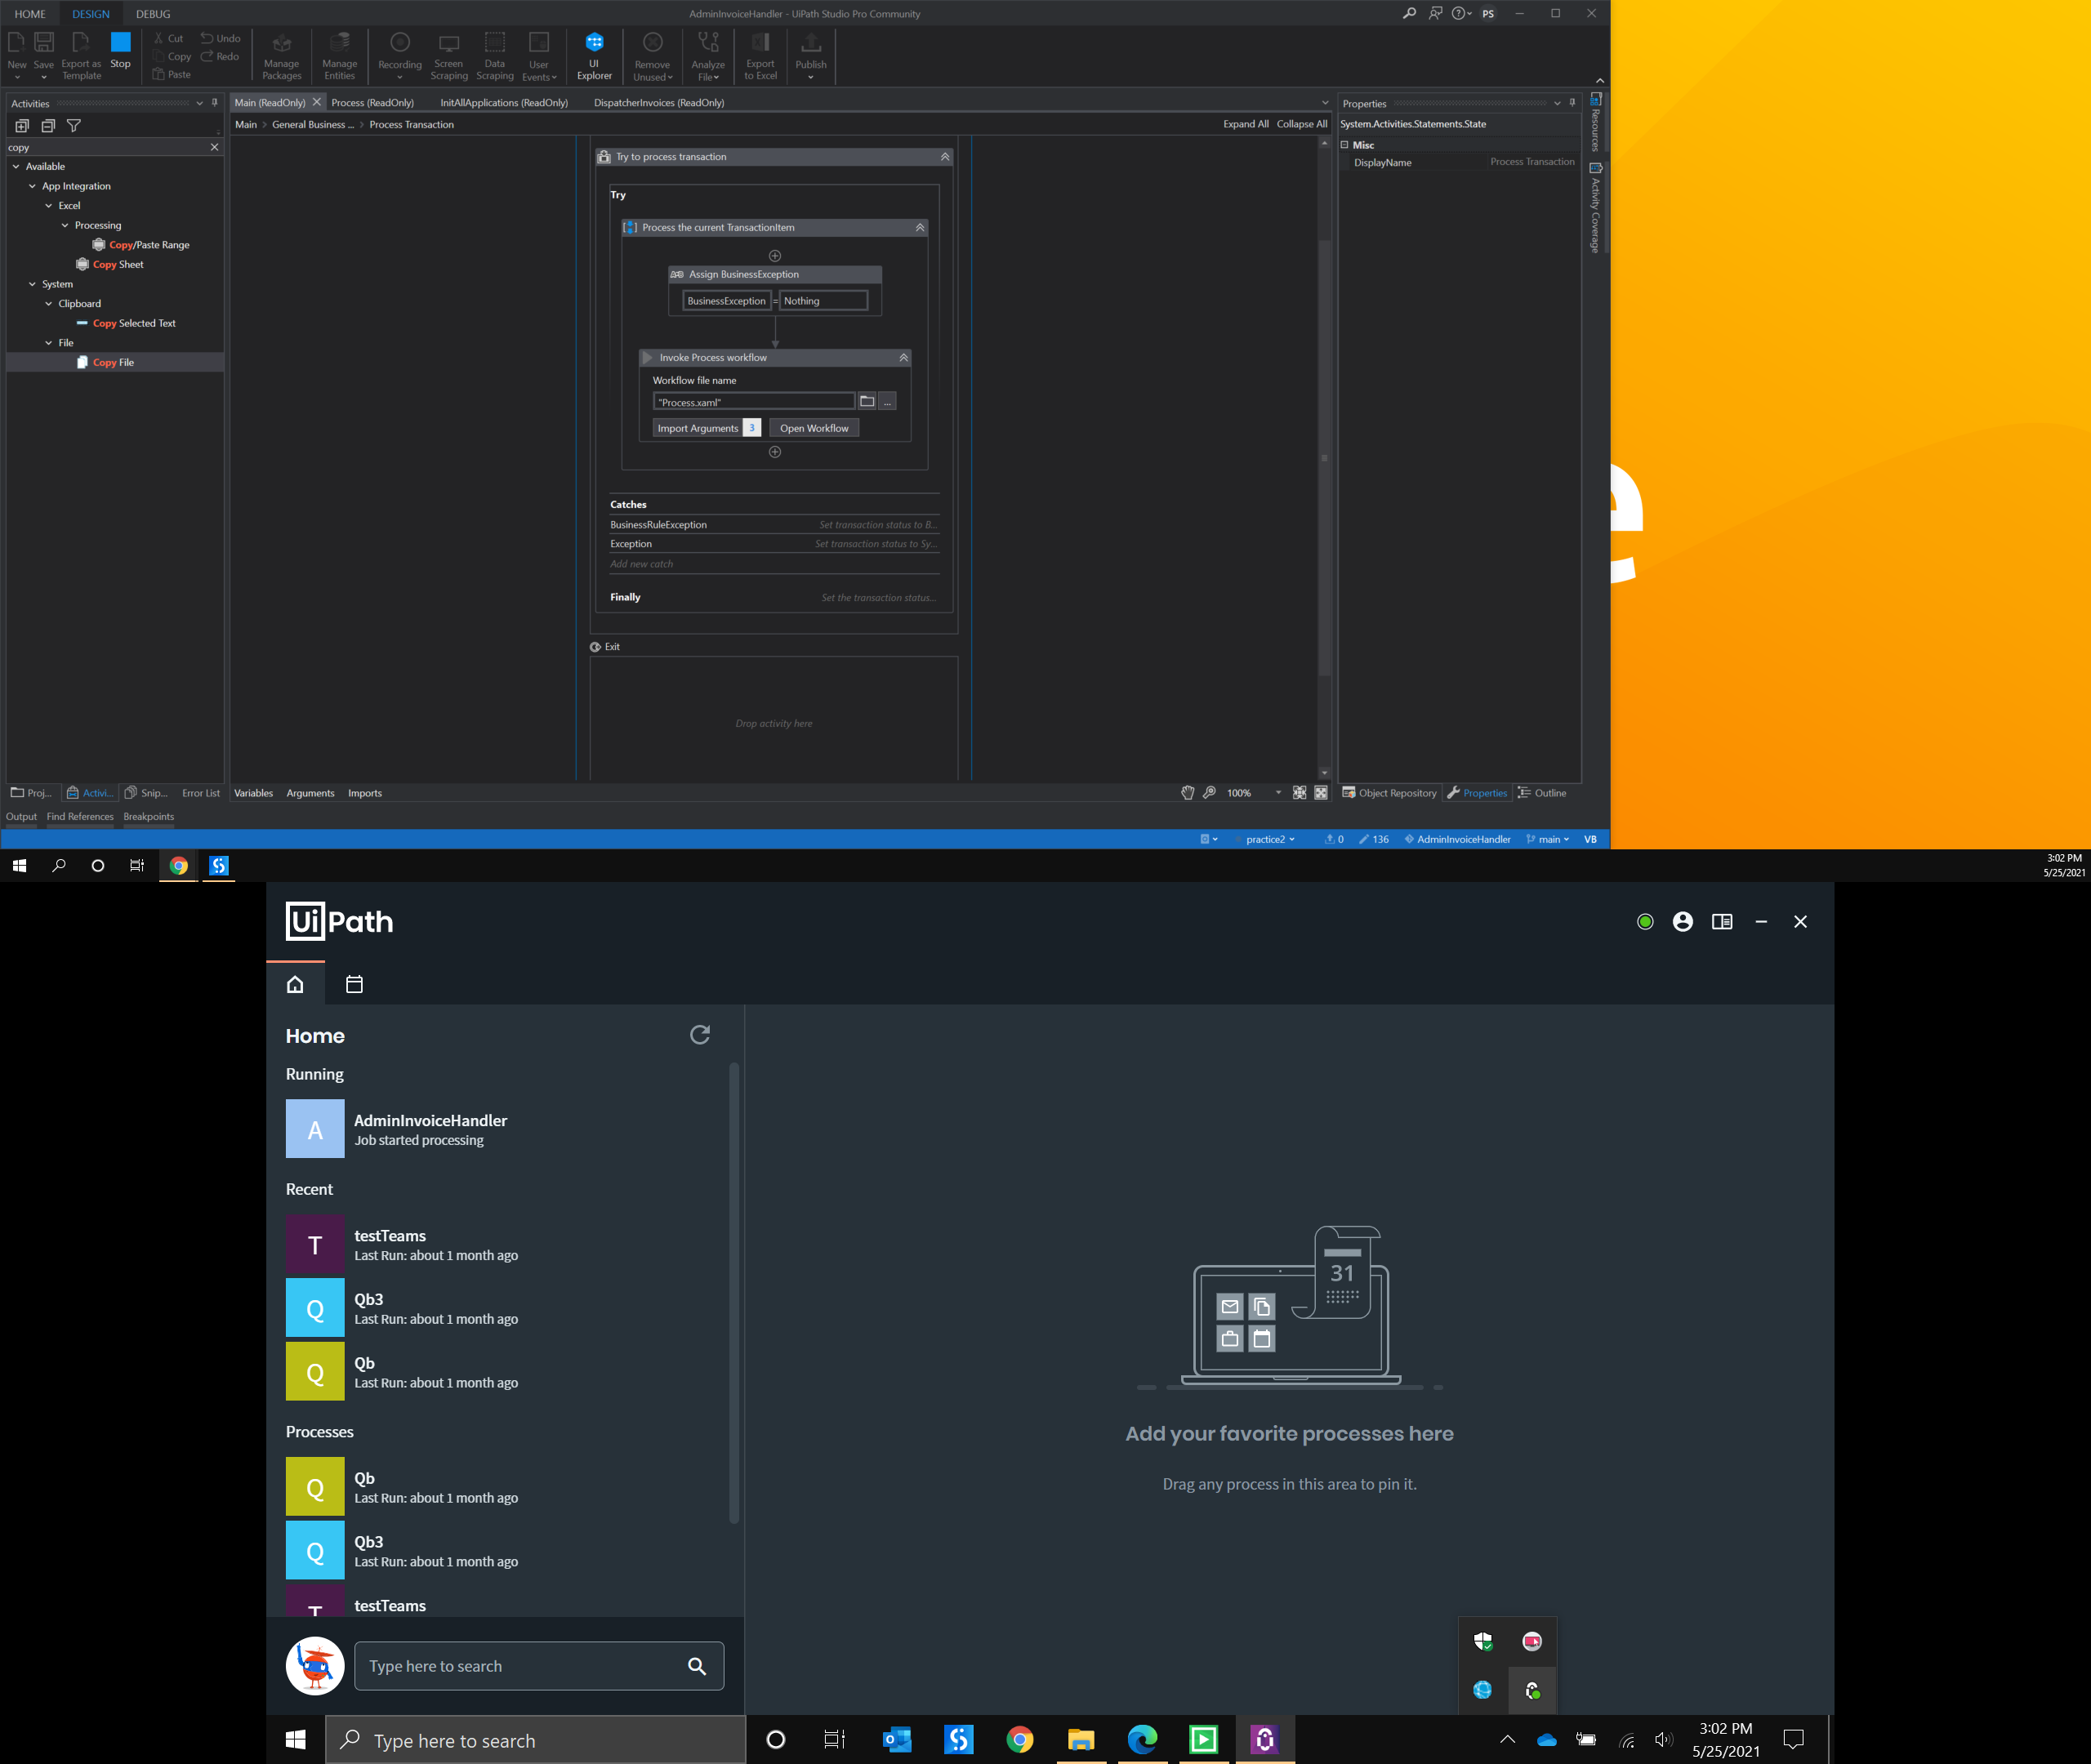 HOME DESIGN DEBUG
AdminInvoiceHandler - UiPath Studio Pro Community
PS
New
Save
Export as Template
Stop
Cut
Copy
Paste
Undo
Redo
Manage Packages
Manage Entities
Recording
Screen Scraping
Data Scraping
User Events
UI Explorer
Remove Unused
Analyze File
Export to Excel
Publish
Activities
copy
Available
App Integration
Excel
Processing
Copy/Paste Range
Copy Sheet
System
Clipboard
Copy Selected Text
File
Copy File
Main (ReadOnly)
Process (ReadOnly)
InitAllApplications (ReadOnly)
DispatcherInvoices (ReadOnly)
Main > General Business ... > Process Transaction
Expand All Collapse All
Try to process transaction
Try
Process the current TransactionItem
A*B Assign BusinessException
BusinessException = Nothing
Invoke Process workflow
Workflow file name
"Process.xaml"
...
Import Arguments 3
Open Workflow
Catches
BusinessRuleException Set transaction status to B...
Exception Set transaction status to Sy...
Add new catch
Finally Set the transaction status...
Exit
Drop activity here
Properties
System.Activities.Statements.State
Misc
DisplayName Process Transaction
Resources
Activity Coverage
Proj...
Activi...
Snip...
Error List
Variables Arguments Imports
100%
Object Repository
Properties
Outline
Output Find References Breakpoints
practice2
0
136
AdminInvoiceHandler
main
VB
e
3:02 PM
5/25/2021
UiPath
Home
Running
A
AdminInvoiceHandler
Job started processing
Recent
T
testTeams
Last Run: about 1 month ago
Q
Qb3
Last Run: about 1 month ago
Q
Qb
Last Run: about 1 month ago
Processes
Q
Qb
Last Run: about 1 month ago
Q
Qb3
Last Run: about 1 month ago
T
testTeams
Type here to search
31
Add your favorite processes here
Drag any process in this area to pin it.
Type here to search
3:02 PM
5/25/2021